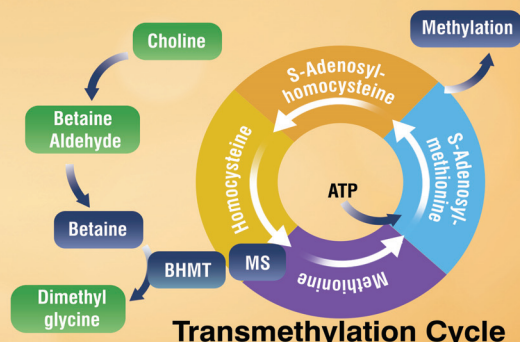 Choline
Methylation
S-Adenosyl-
homocysteine
Betaine
Aldehyde
Homocysteine
S-Adenosyl-
methionine
ATP
Betaine
BHMT
MS
Methionine
Dimethyl
glycine
Transmethylation Cycle